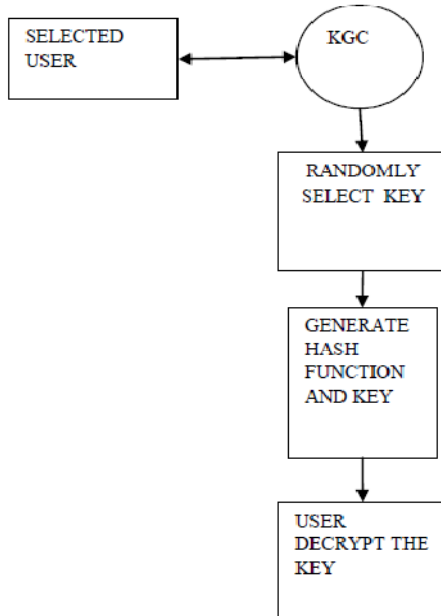 SELECTED
USER
KGC
RANDOMLY
SELECT KEY
GENERATE
HASH
FUNCTION
AND KEY
USER
DECRYPT THE
KEY